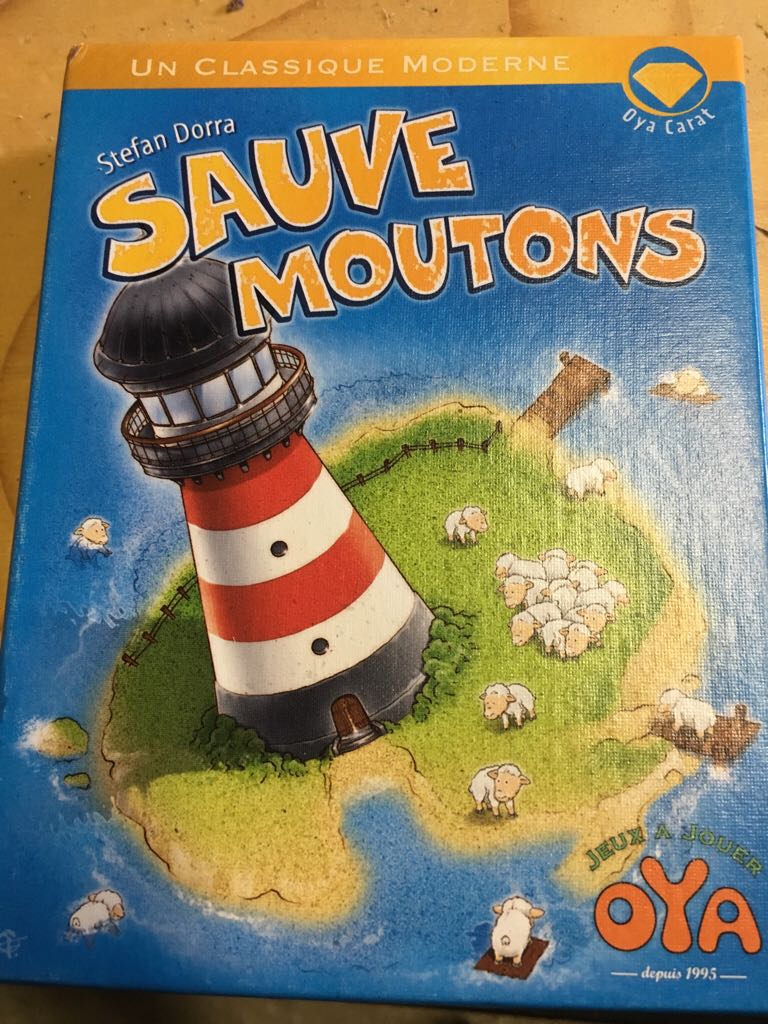 UN CLASSIQUE MODERNE
Oya Carat
Stefan Dorra
SAUVE
MOUTONS
JEUX A JOUER
OYA
depuis 1995